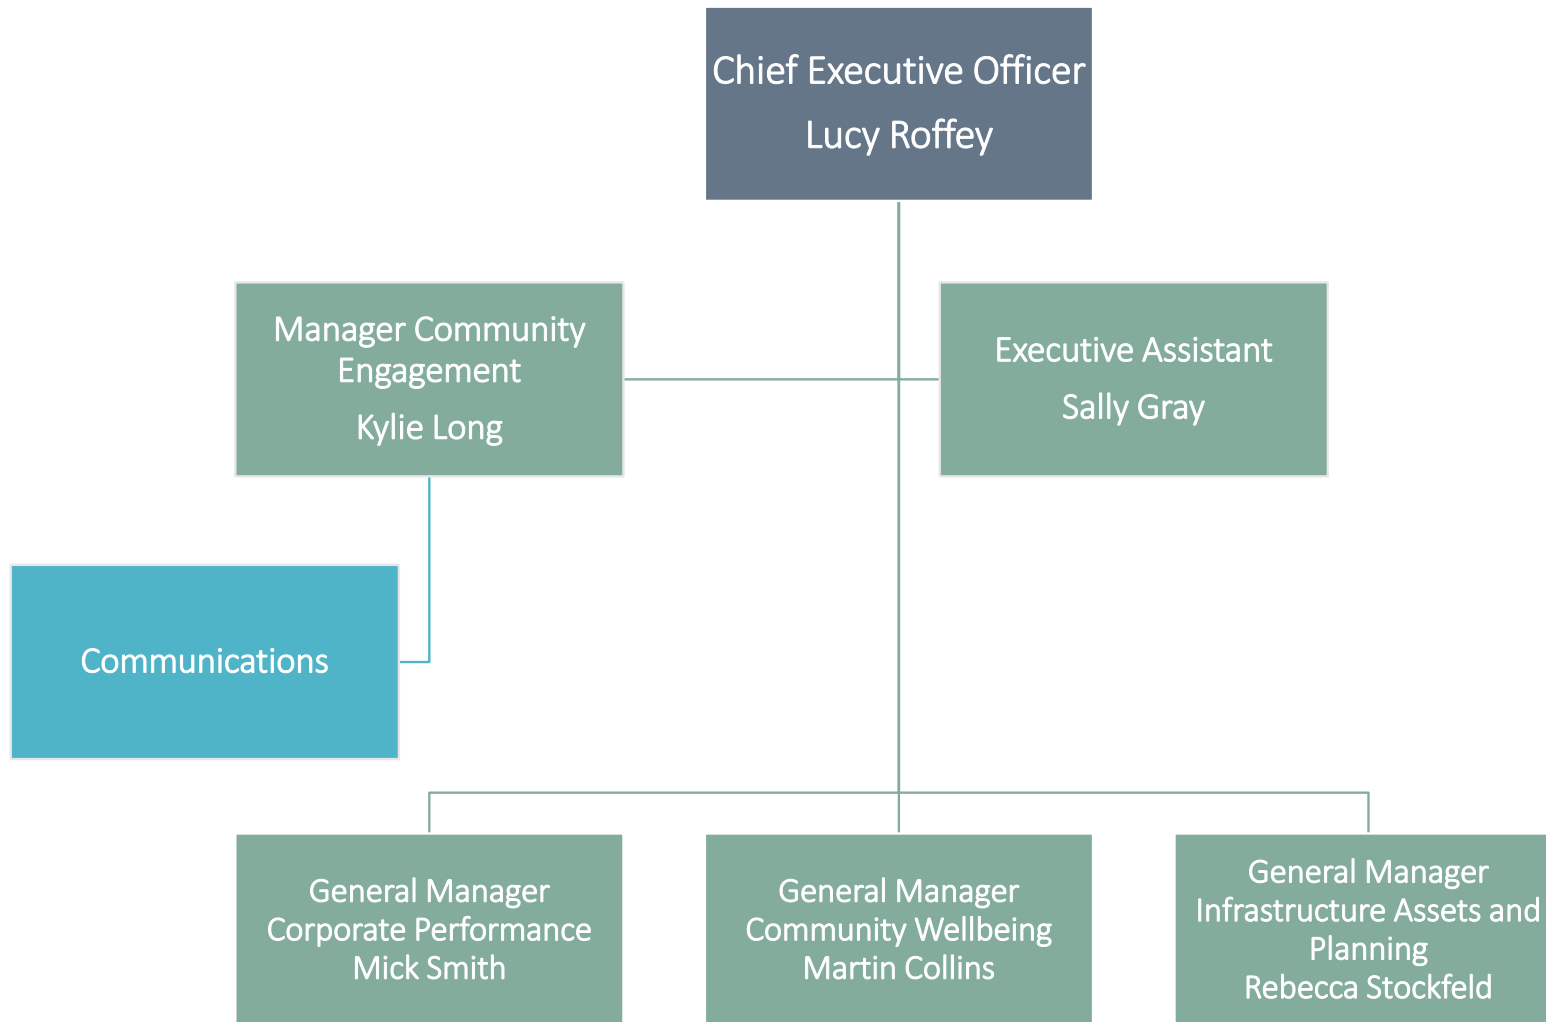 Chief Executive Officer
Lucy Roffey
Manager Community
Engagement
Kylie Long
Executive Assistant
Sally Gray
Communications
General Manager
Corporate Performance
Mick Smith
General Manager
Community Wellbeing
Martin Collins
General Manager
Infrastructure Assets and
Planning
Rebecca Stockfeld